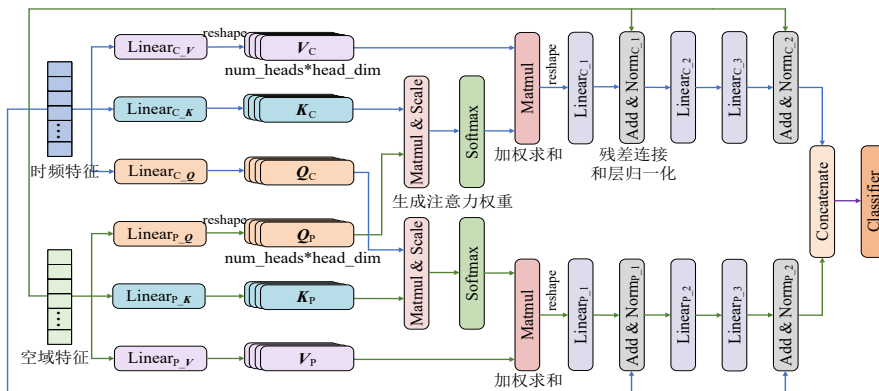 Linear_C_V
reshape
V_C
num_heads*head_dim
Linear_C_K
K_C
时频特征
Linear_C_Q
Q_C
Matmul & Scale
Softmax
生成注意力权重
Matmul
加权求和
reshape
Linear_C_1
Add & Norm_C_1
残差连接
和层归一化
Linear_C_2
Linear_C_3
Add & Norm_C_2
Linear_P_Q
reshape
Q_P
num_heads*head_dim
Linear_P_K
K_P
空域特征
Linear_P_V
V_P
Matmul & Scale
Softmax
Matmul
加权求和
reshape
Linear_P_1
Add & Norm_P_1
Linear_P_2
Linear_P_3
Add & Norm_P_2
Concatenate
Classifier